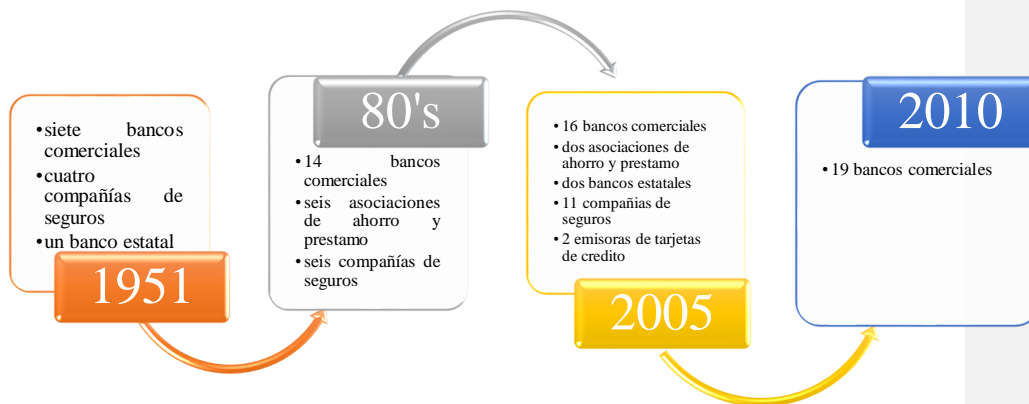 •siete bancos
comerciales
•cuatro
compañías de
seguros
•un banco estatal
1951
80's
•14 bancos
comerciales
•seis asociaciones
de ahorro y
prestamo
•seis compañías de
seguros
•16 bancos comerciales
•dos asociaciones de
ahorro y prestamo
•dos bancos estatales
•11 compañias de
seguros
•2 emisoras de tarjetas
de credito
2005
2010
•19 bancos comerciales